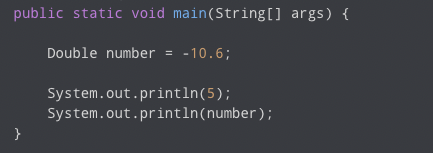 public static void main(String[] args) {
Double number = -10.6;
System.out.println(5);
System.out.println(number);
}